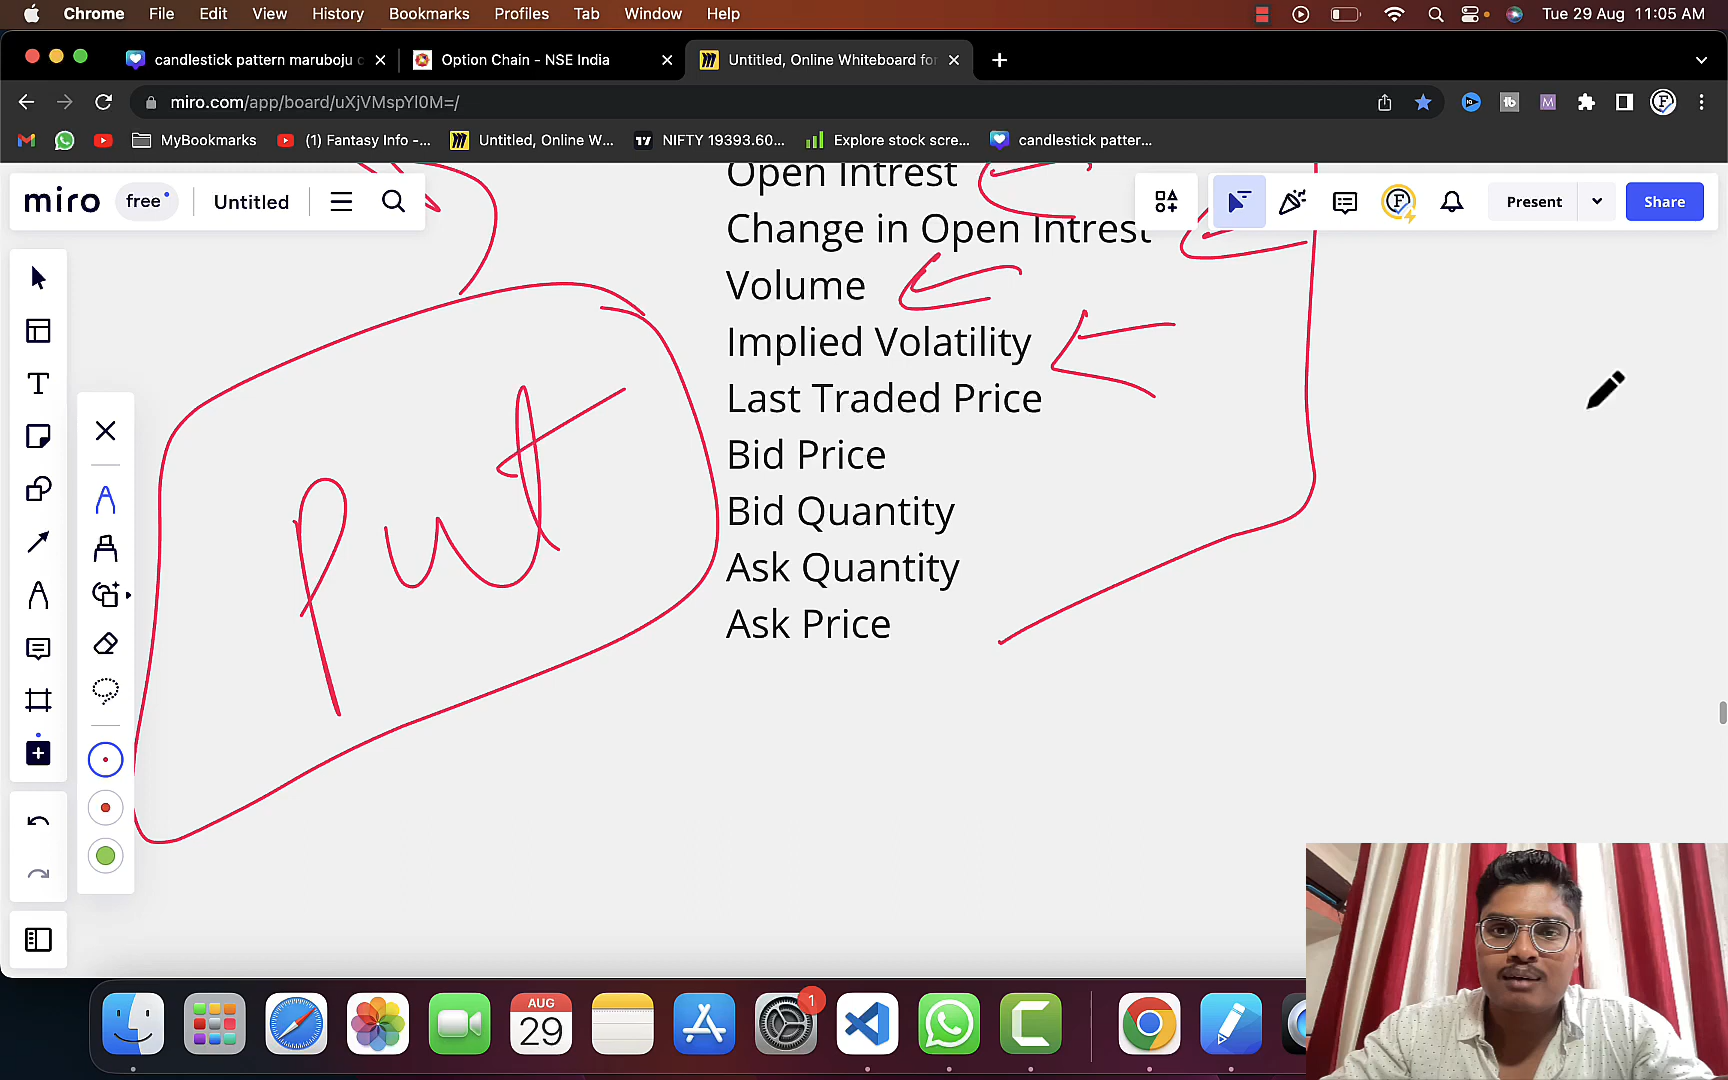 Chrome File Edit View History Bookmarks Profiles Tab Window Help Tue 29 Aug 11:05 AM
candlestick pattern maruboju c Option Chain - NSE India Untitled, Online Whiteboard for
miro.com/app/board/uXjVMspYl0M=/
MyBookmarks (1) Fantasy Info -... Untitled, Online W... NIFTY 19393.60... Explore stock scre... candlestick patter...
miro free Untitled Present Share
Open Intrest
Change in Open Intrest
Volume
Implied Volatility
Last Traded Price
Bid Price
Bid Quantity
Ask Quantity
Ask Price
put
AUG
29
1